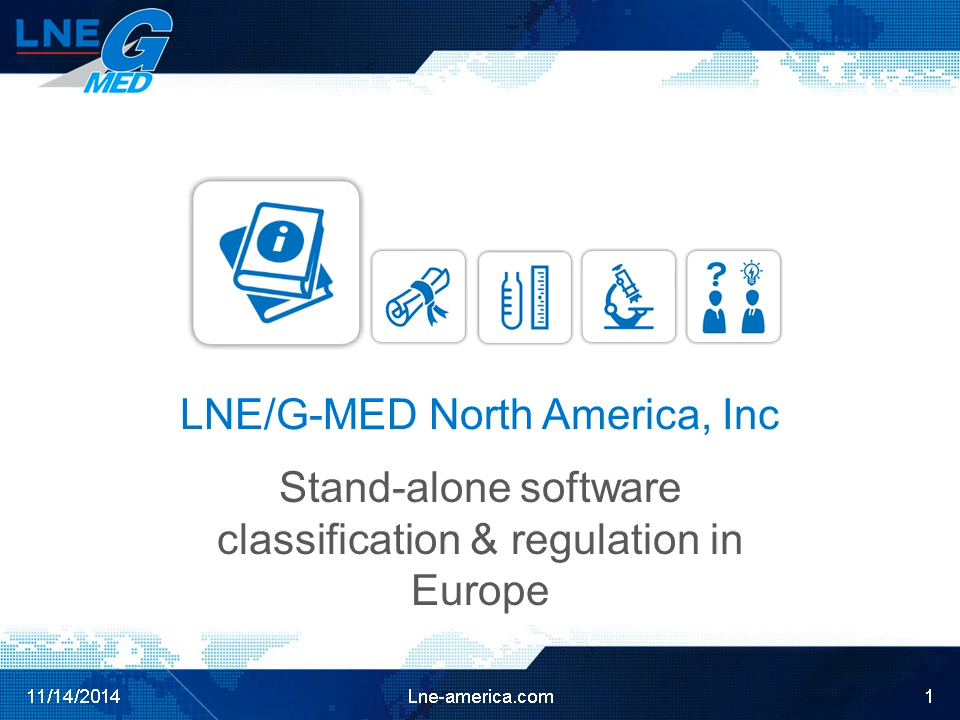 LNE G
MED
i
?
LNE/G-MED North America, Inc
Stand-alone software
classification & regulation in
Europe
11/14/2014 Lne-america.com 1